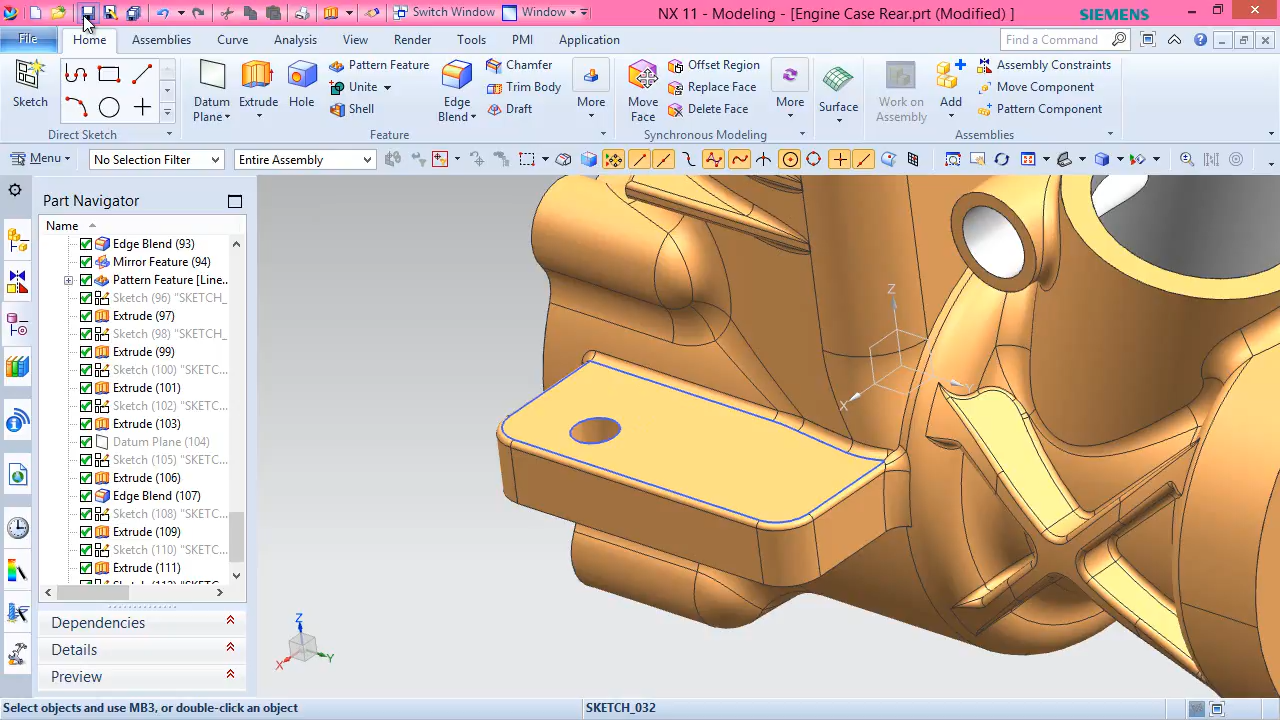 Switch Window Window NX 11 - Modeling - [Engine Case Rear.prt (Modified) ] SIEMENS
File Home Assemblies Curve Analysis View Render Tools PMI Application Find a Command
Sketch
Direct Sketch
Datum Plane
Extrude
Hole
Pattern Feature
Unite
Shell
Edge Blend
Chamfer
Trim Body
Draft
More
Feature
Move Face
Offset Region
Replace Face
Delete Face
More
Synchronous Modeling
Surface
Work on Assembly
Add
Assembly Constraints
Move Component
Pattern Component
Assemblies
Menu No Selection Filter Entire Assembly
Part Navigator
Name
Edge Blend (93)
Mirror Feature (94)
Pattern Feature [Line..
Sketch (96) "SKETCH_
Extrude (97)
Sketch (98) "SKETCH_
Extrude (99)
Sketch (100) "SKETC..
Extrude (101)
Sketch (102) "SKETC...
Extrude (103)
Datum Plane (104)
Sketch (105) "SKETC...
Extrude (106)
Edge Blend (107)
Sketch (108) "SKETC...
Extrude (109)
Sketch (110) "SKETC...
Extrude (111)
Dependencies
Details
Preview
Z
X
Y
Z
X
Y
Select objects and use MB3, or double-click an object SKETCH_032